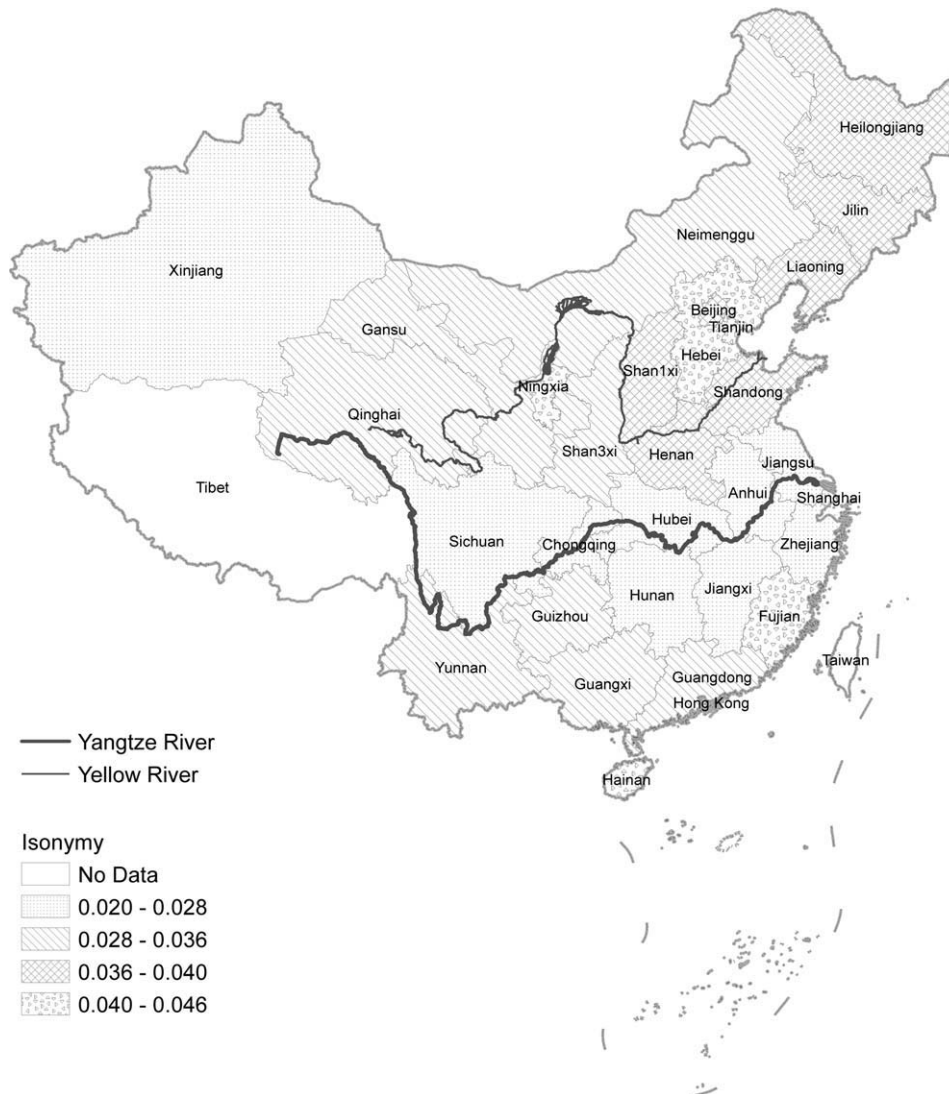 Heilongjiang
Jilin
Neimenggu
Liaoning
Xinjiang
Beijing
Tianjin
Gansu
Hebei
Shan1xi
Ningxia
Shandong
Qinghai
Shan3xi
Henan
Jiangsu
Tibet
Anhui
Shanghai
Hubei
Sichuan
Chongqing
Zhejiang
Hunan
Jiangxi
Guizhou
Fujian
Yunnan
Taiwan
Guangxi
Guangdong
Hong Kong
Hainan
Yangtze River
Yellow River
Isonymy
No Data
0.020 - 0.028
0.028 - 0.036
0.036 - 0.040
0.040 - 0.046